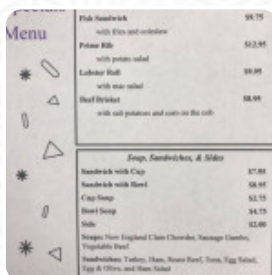 Specials
Menu
Fish Sandwich $9.75
with fries and coleslaw
Prime Rib $12.95
with potato salad
Lobster Roll $9.95
with mac salad
Beef Brisket $8.95
with salt potatoes and corn on the cob
Soup, Sandwiches, & Sides
Sandwich with Cup $7.95
Sandwich with Bowl $8.95
Cup Soup $2.75
Bowl Soup $4.75
Side $2.00
Soups: New England Clam Chowder, Sausage Gumbo,
Vegetable Beef
Sandwiches: Turkey, Ham, Roast Beef, Tuna, Egg Salad,
Egg & Olive, and Ham Salad